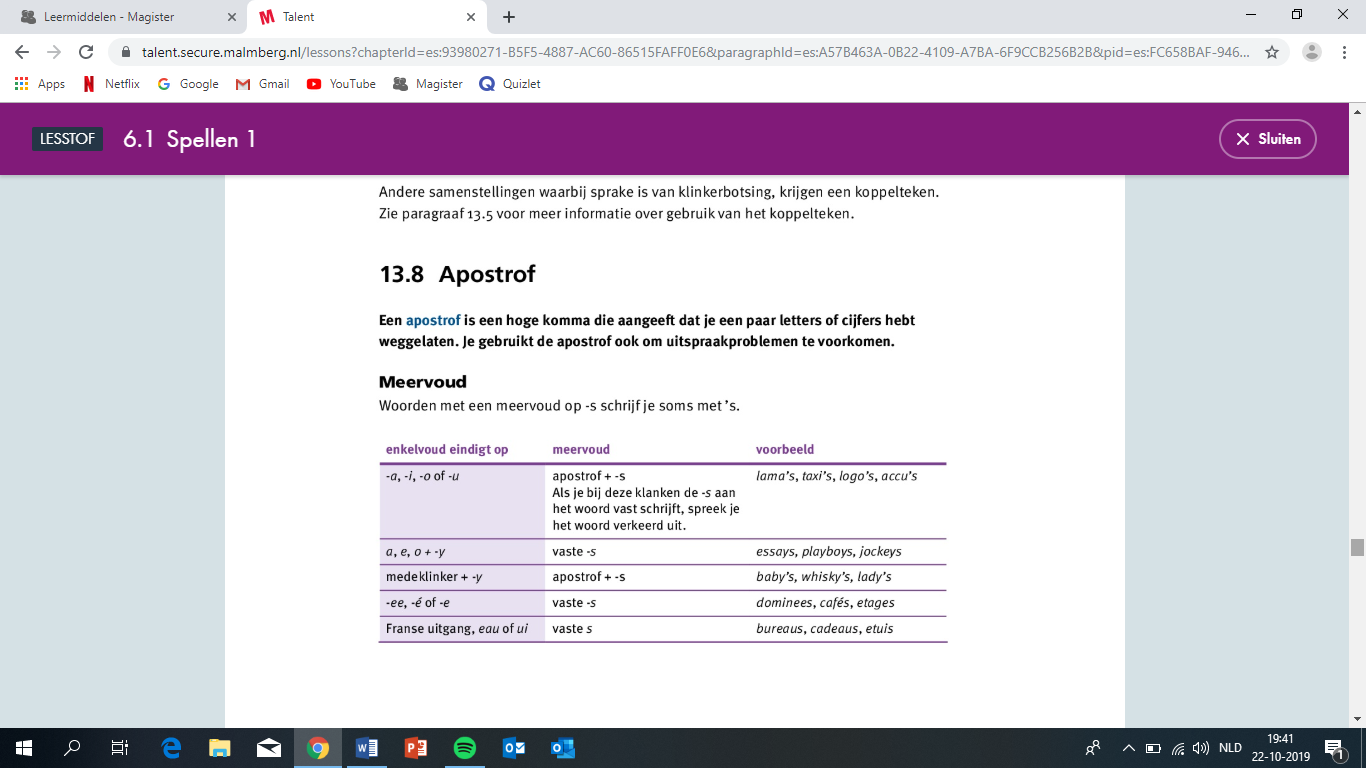 Leermiddelen - Magister
Talent
talent.secure.malmberg.nl/lessons?chapterId=es:93980271-B5F5-4887-AC60-86515FAFF0E6&paragraphId=es:A57B463A-0B22-4109-A7BA-6F9CCB256B2B&pid=es:FC658BAF-946...
Apps Netflix Google Gmail YouTube Magister Quizlet
LESSTOF 6.1 Spellen 1 Sluiten
Andere samenstellingen waarbij sprake is van klinkerbotsing, krijgen een koppelteken.
Zie paragraaf 13.5 voor meer informatie over gebruik van het koppelteken.
13.8 Apostrof
Een apostrof is een hoge komma die aangeeft dat je een paar letters of cijfers hebt
weggelaten. Je gebruikt de apostrof ook om uitspraakproblemen te voorkomen.
Meervoud
Woorden met een meervoud op -s schrijf je soms met ’s.
enkelvoud eindigt op meervoud voorbeeld
-a, -i, -o of -u apostrof + -s lama’s, taxi’s, logo’s, accu’s
Als je bij deze klanken de -s aan
het woord vast schrijft, spreek je
het woord verkeerd uit.
a, e, o + -y vaste -s essays, playboys, jockeys
medeklinker + -y apostrof + -s baby’s, whisky’s, lady’s
-ee, -é of -e vaste -s dominees, cafés, etages
Franse uitgang, eau of ui vaste s bureaus, cadeaus, etuis
NLD
19:41
22-10-2019
1